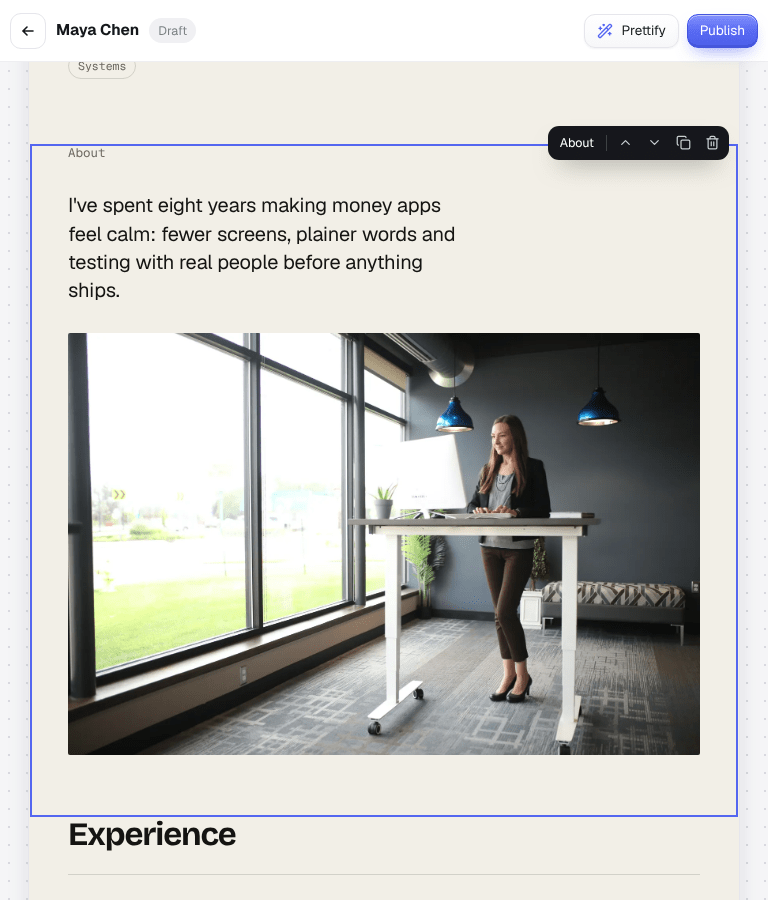 Maya Chen
Draft
Prettify
Publish
Systems
About
About
I've spent eight years making money apps
feel calm: fewer screens, plainer words and
testing with real people before anything
ships.
Experience